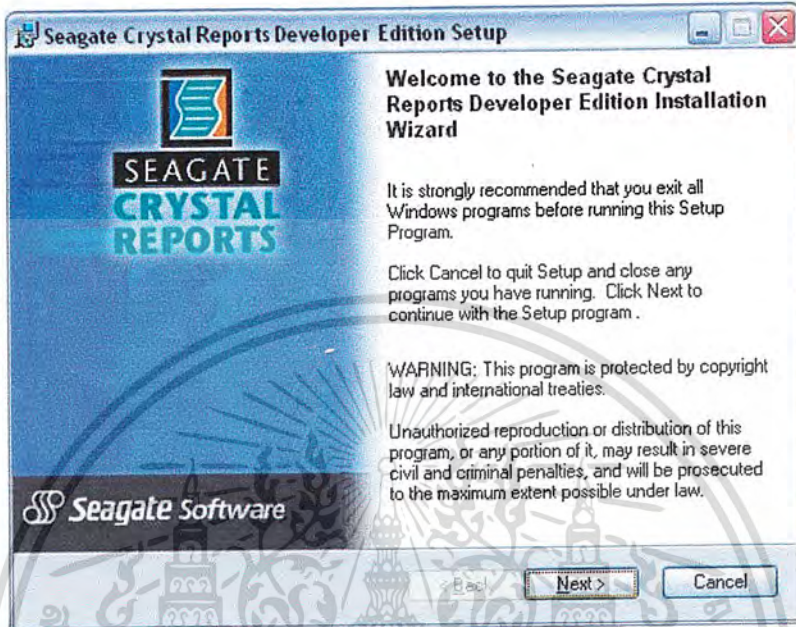 Seagate Crystal Reports Developer Edition Setup
SEAGATE
CRYSTAL
REPORTS
Seagate Software
Welcome to the Seagate Crystal
Reports Developer Edition Installation
Wizard
It is strongly recommended that you exit all
Windows programs before running this Setup
Program.
Click Cancel to quit Setup and close any
programs you have running. Click Next to
continue with the Setup program .
WARNING: This program is protected by copyright
law and international treaties.
Unauthorized reproduction or distribution of this
program, or any portion of it, may result in severe
civil and criminal penalties, and will be prosecuted
to the maximum extent possible under law.
< Back Next > Cancel